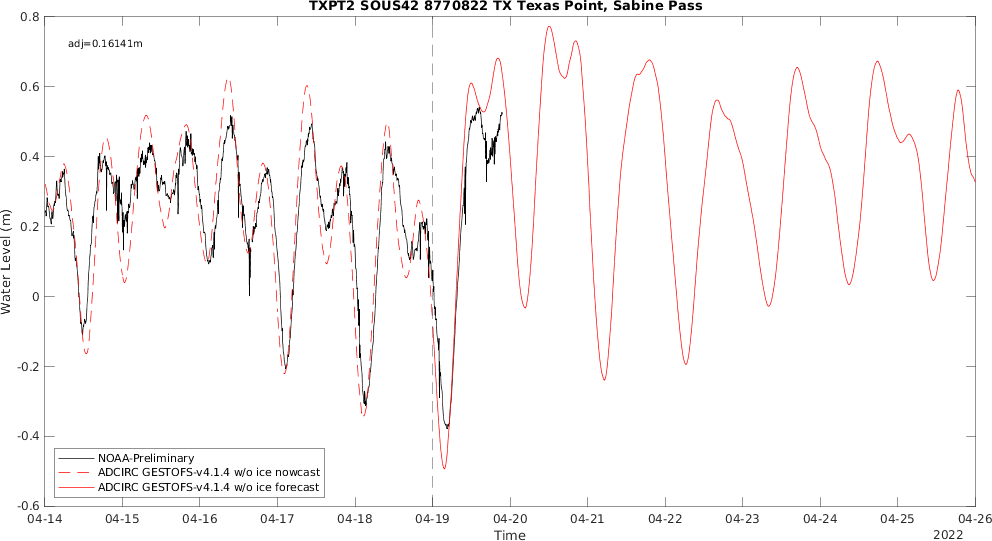 TXPT2 SOUS42 8770822 TX Texas Point, Sabine Pass
adj=0.16141m
0.8
0.6
0.4
0.2
0
-0.2
-0.4
-0.6
Water Level (m)
NOAA-Preliminary
ADCIRC GESTOFS-v4.1.4 w/o ice nowcast
ADCIRC GESTOFS-v4.1.4 w/o ice forecast
04-14 04-15 04-16 04-17 04-18 04-19 04-20 04-21 04-22 04-23 04-24 04-25 04-26
Time
2022